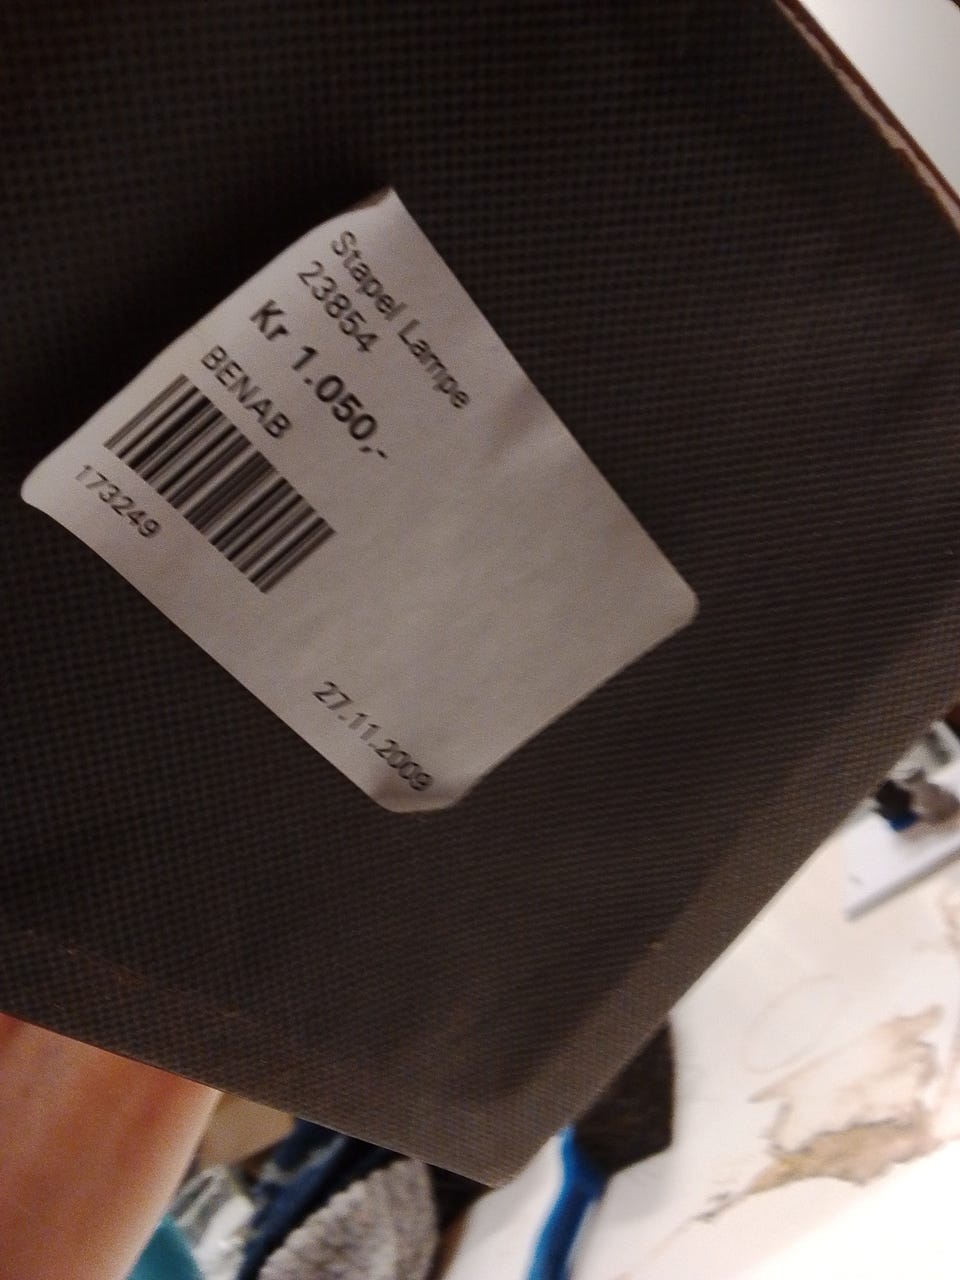 Stapel Lampe
23854
Kr 1.050,-
BENAB
173249
27.11.2009